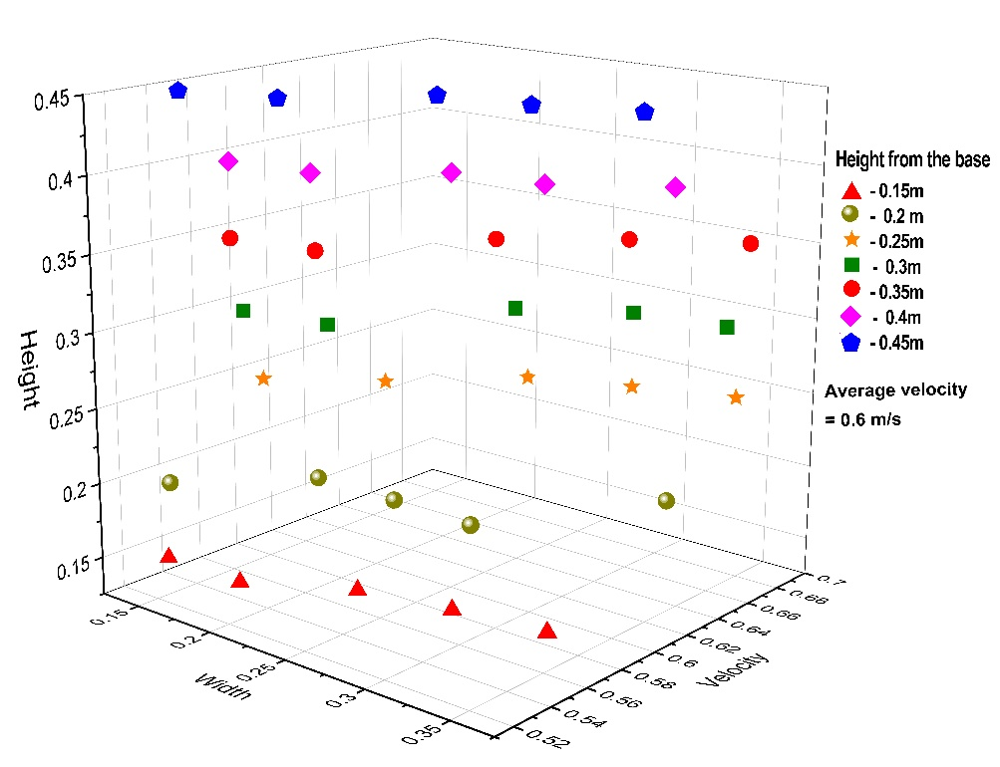 0.45
0.4
0.35
0.3
0.25
0.2
0.15
Height
0.15
0.2
0.25
0.3
0.35
Width
0.52
0.54
0.56
0.58
0.6
0.62
0.64
0.66
0.68
0.7
Velocity
Height from the base
- 0.15m
- 0.2 m
- 0.25m
- 0.3m
- 0.35m
- 0.4m
- 0.45m
Average velocity
= 0.6 m/s